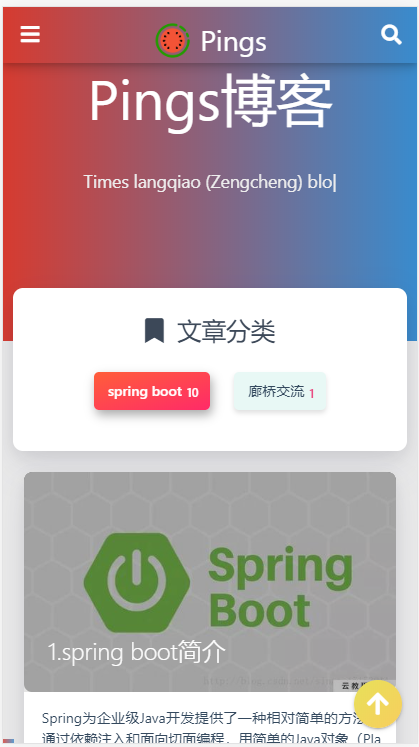 Pings
Pings博客
Times langqiao (Zengcheng) blo|
文章分类
spring boot 10
廊桥交流 1
Spring
Boot
1.spring boot简介
Spring为企业级Java开发提供了一种相对简单的方法
通过依赖注入和面向切面编程，用简单的Java对象（Pla